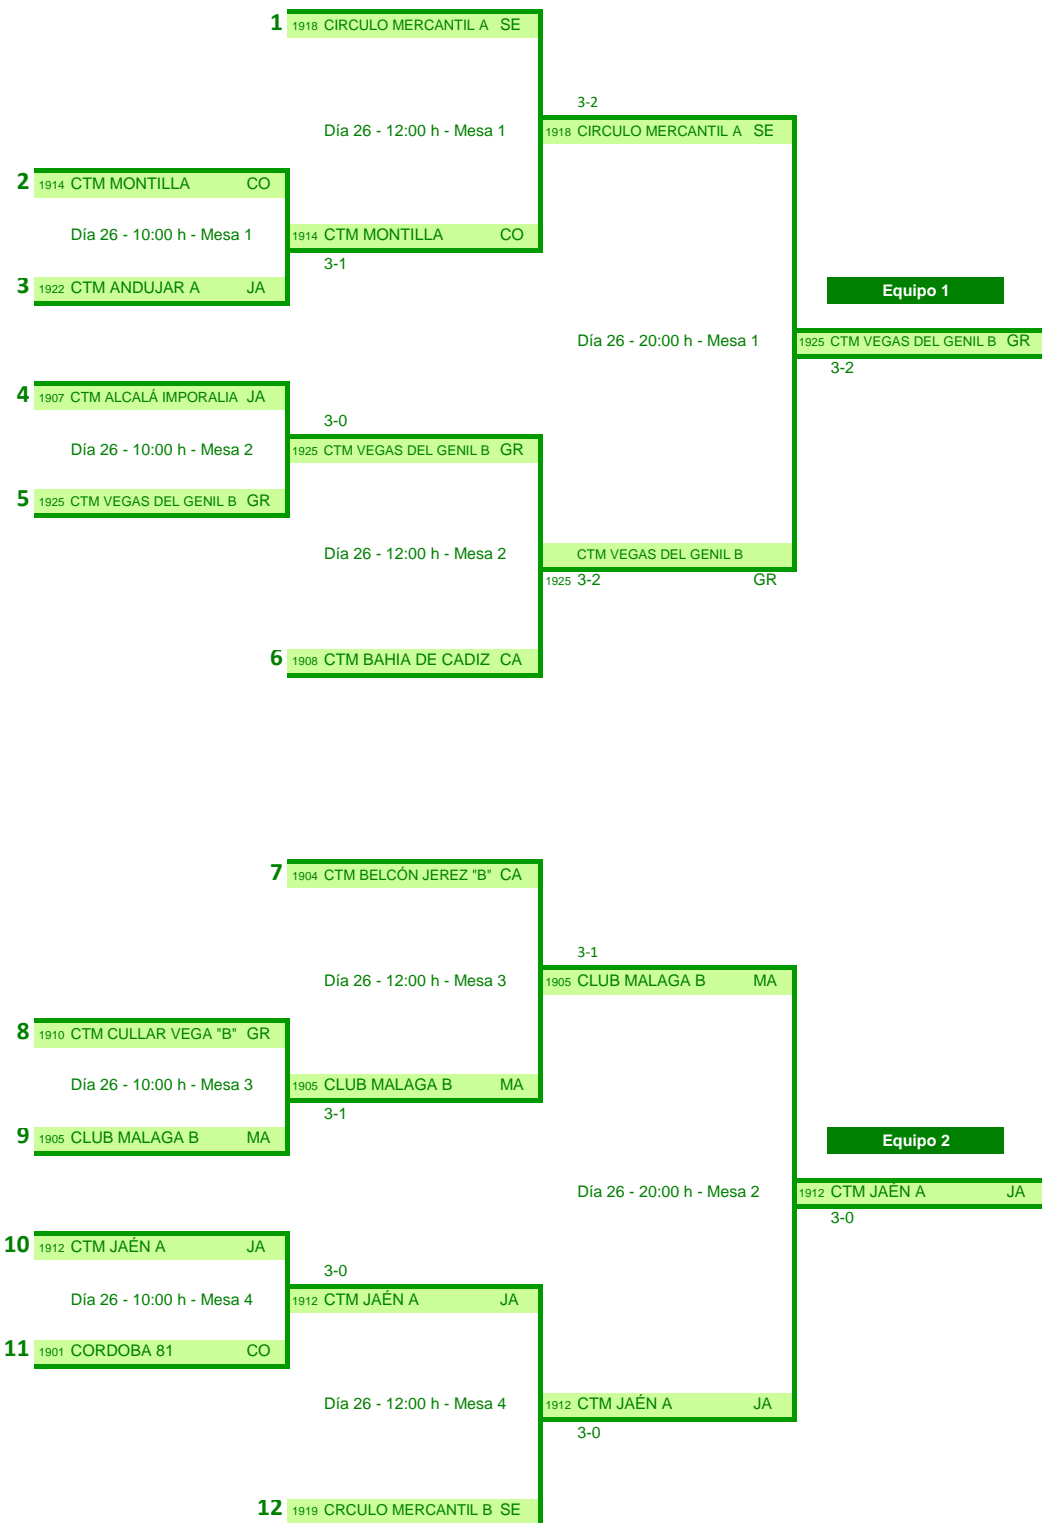 1 1918 CIRCULO MERCANTIL A SE
3-2
Día 26 - 12:00 h - Mesa 1 1918 CIRCULO MERCANTIL A SE
2 1914 CTM MONTILLA CO
Día 26 - 10:00 h - Mesa 1 1914 CTM MONTILLA CO
3-1
3 1922 CTM ANDUJAR A JA
Equipo 1
Día 26 - 20:00 h - Mesa 1 1925 CTM VEGAS DEL GENIL B GR
3-2
4 1907 CTM ALCALÁ IMPORALIA JA
3-0
Día 26 - 10:00 h - Mesa 2 1925 CTM VEGAS DEL GENIL B GR
5 1925 CTM VEGAS DEL GENIL B GR
Día 26 - 12:00 h - Mesa 2 CTM VEGAS DEL GENIL B
1925 3-2 GR
6 1908 CTM BAHIA DE CADIZ CA
7 1904 CTM BELCÓN JEREZ "B" CA
3-1
Día 26 - 12:00 h - Mesa 3 1905 CLUB MALAGA B MA
8 1910 CTM CULLAR VEGA "B" GR
Día 26 - 10:00 h - Mesa 3 1905 CLUB MALAGA B MA
3-1
9 1905 CLUB MALAGA B MA
Equipo 2
Día 26 - 20:00 h - Mesa 2 1912 CTM JAÉN A JA
3-0
10 1912 CTM JAÉN A JA
3-0
Día 26 - 10:00 h - Mesa 4 1912 CTM JAÉN A JA
11 1901 CORDOBA 81 CO
Día 26 - 12:00 h - Mesa 4 1912 CTM JAÉN A JA
3-0
12 1919 CRCULO MERCANTIL B SE